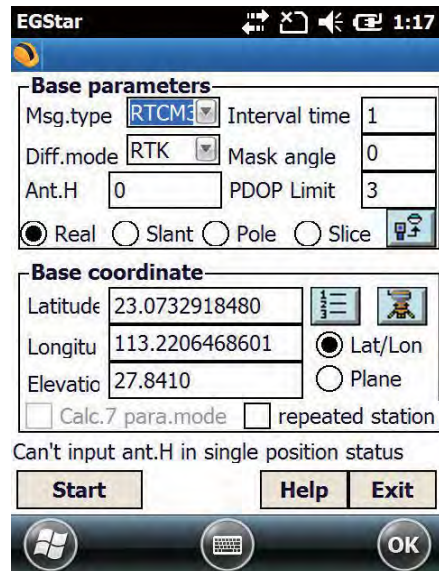 EGStar 1:17
Base parameters
Msg.type RTCM3 Interval time 1
Diff.mode RTK Mask angle 0
Ant.H 0 PDOP Limit 3
Real Slant Pole Slice
Base coordinate
Latitude 23.0732918480
Longitu 113.2206468601 Lat/Lon
Elevatio 27.8410 Plane
Calc.7 para.mode repeated station
Can't input ant.H in single position status
Start Help Exit
OK